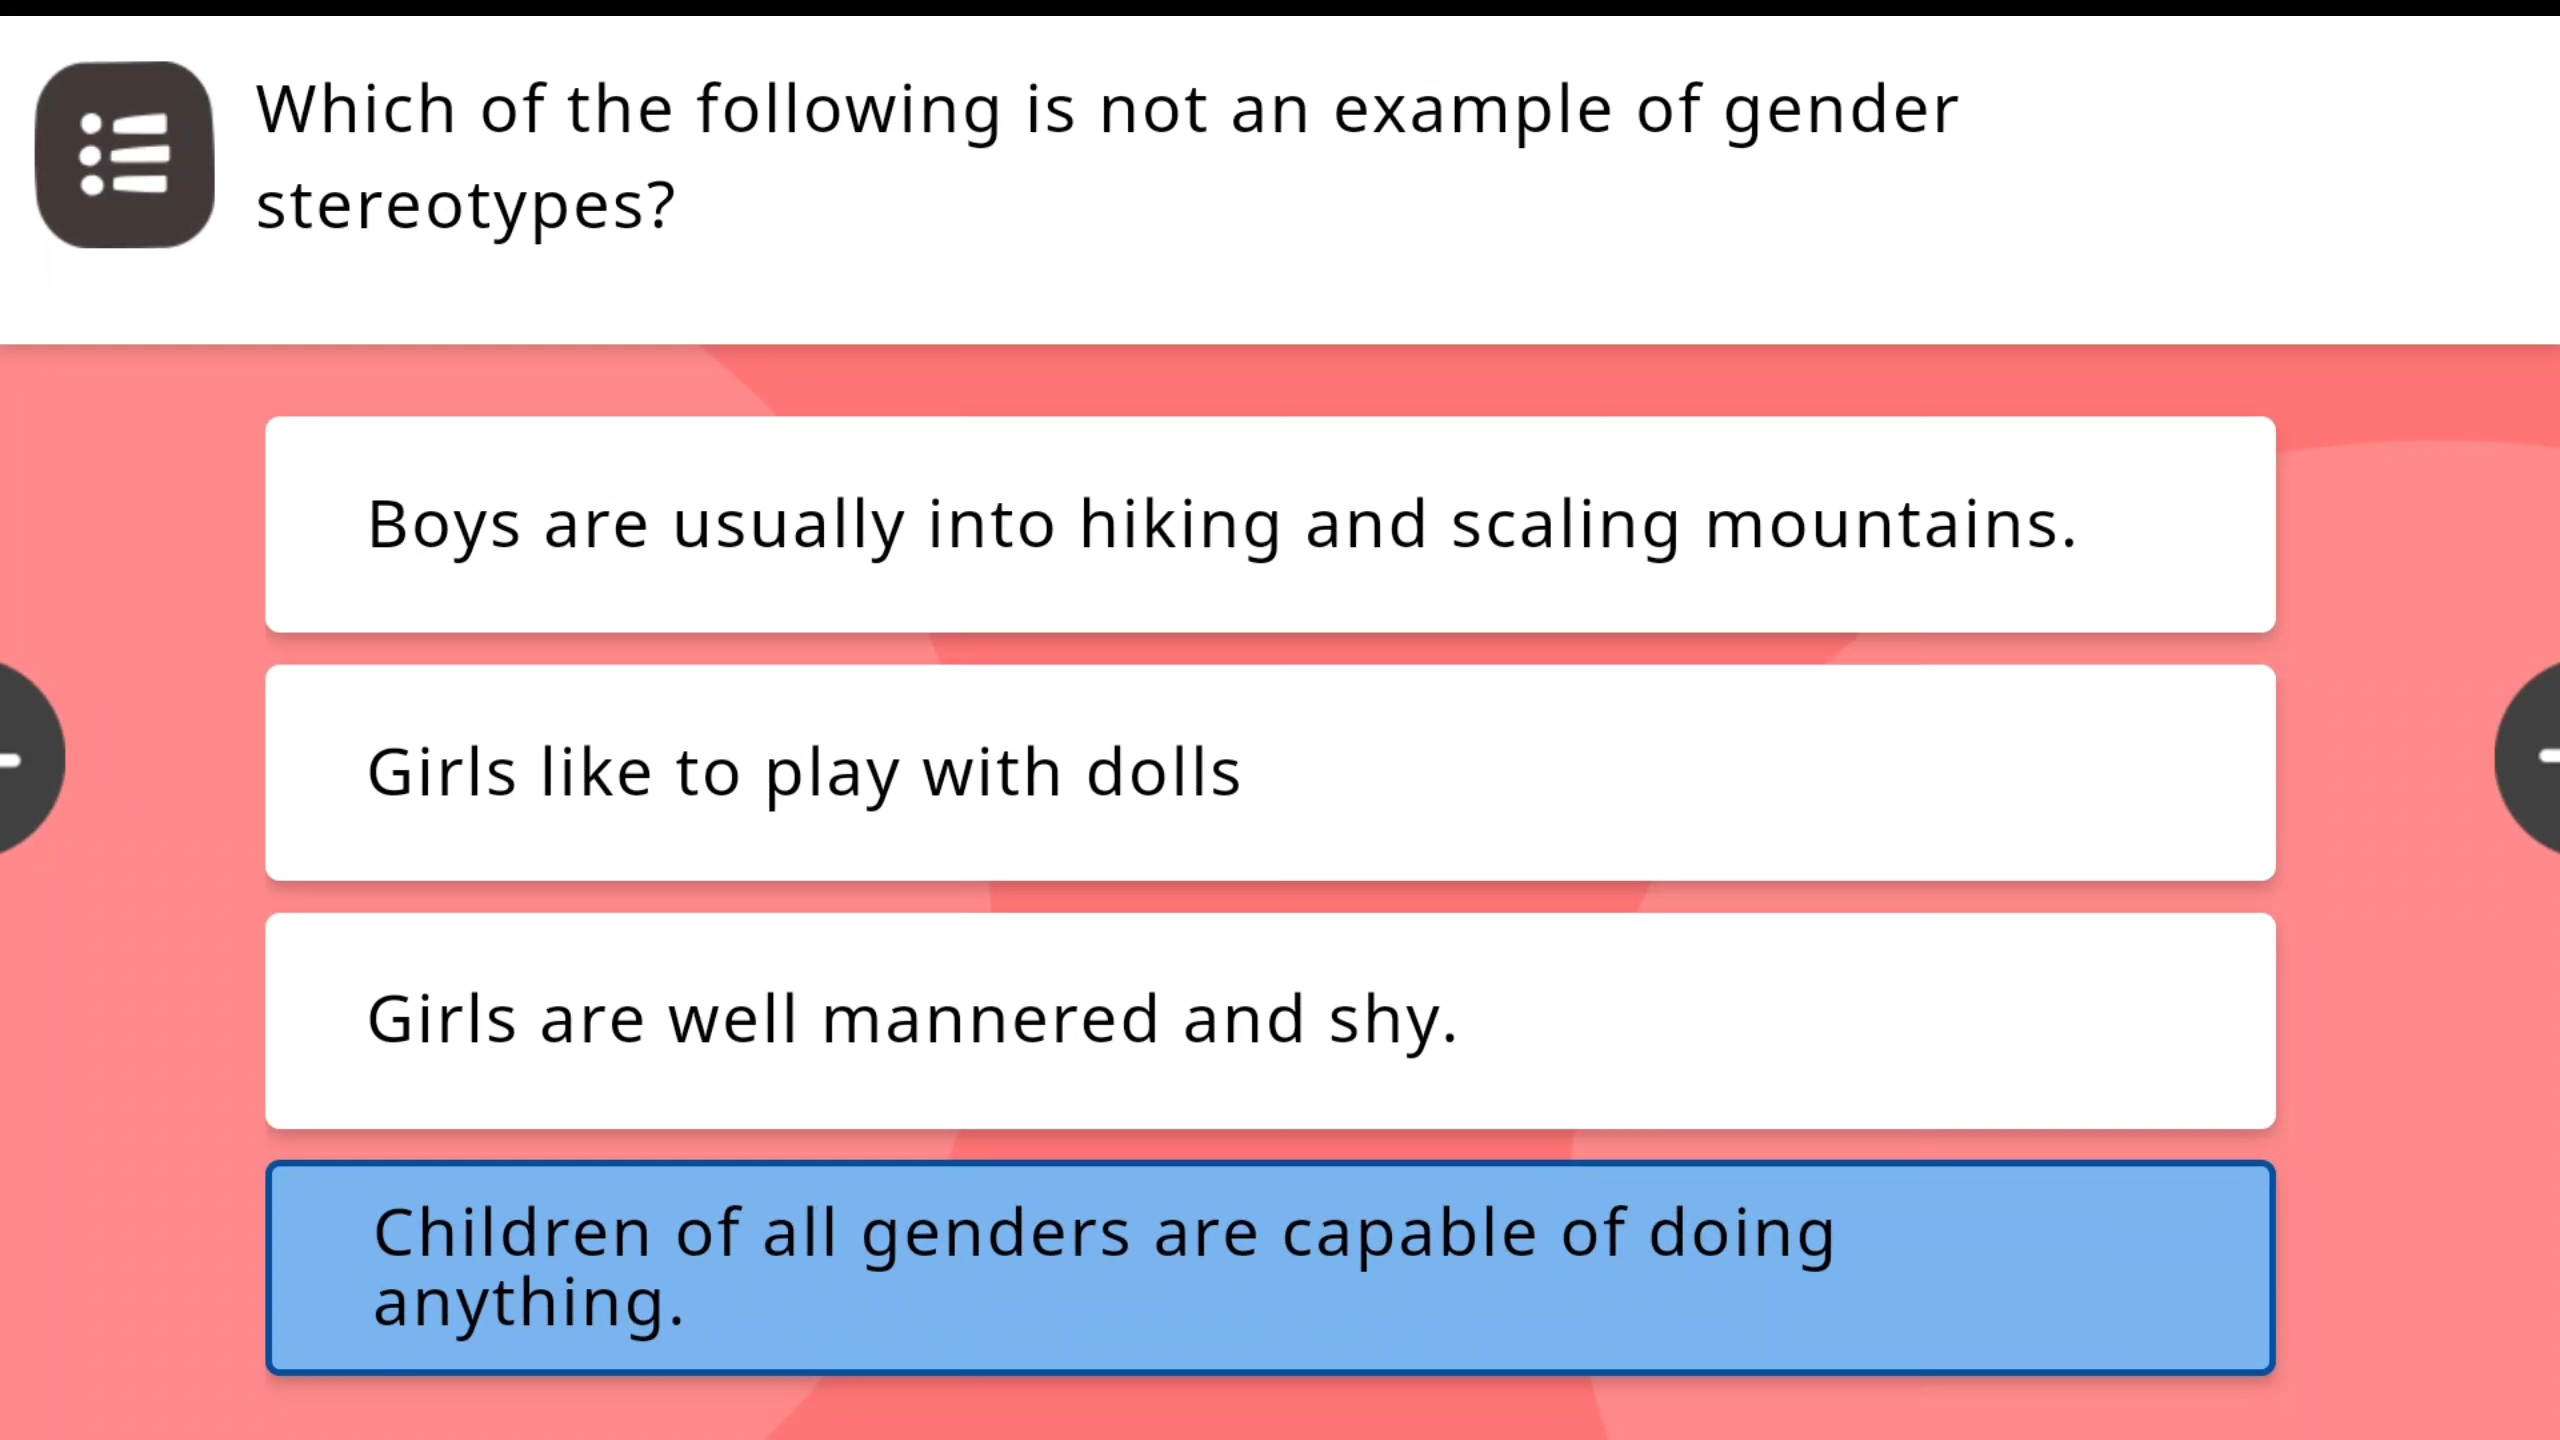 Which of the following is not an example of gender
stereotypes?
Boys are usually into hiking and scaling mountains.
Girls like to play with dolls
Girls are well mannered and shy.
Children of all genders are capable of doing
anything.